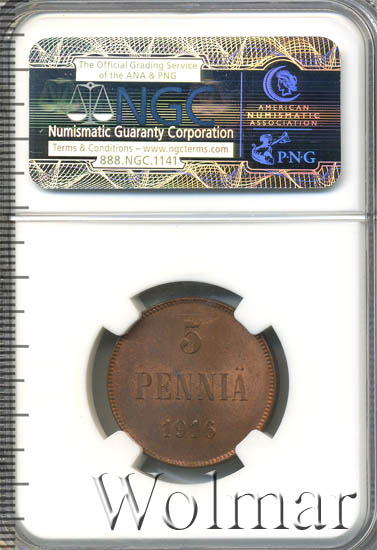 The Official Grading Service
of the ANA & PNG
NGC
Numismatic Guaranty Corporation
Terms & Conditions – www.ngcterms.com
888.NGC.1141
AMERICAN
NUMISMATIC
ASSOCIATION
P·N·G
5
PENNIÄ
1916
Wolmar